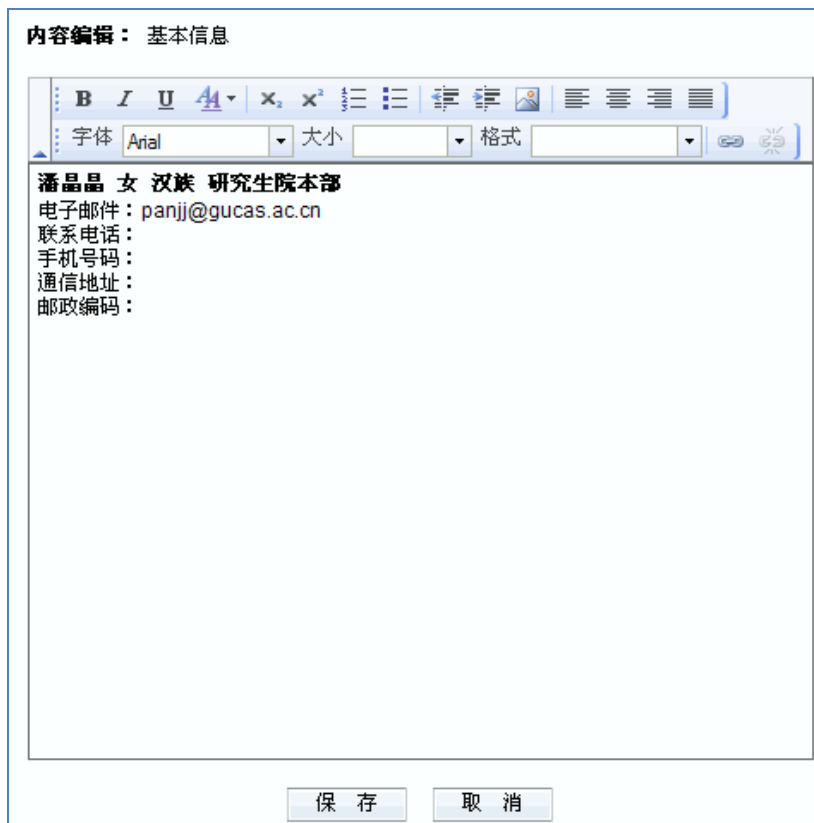 内容编辑： 基本信息
B I U A X₂ X²
字体 Arial 大小 格式
潘晶晶 女 汉族 研究生院本部
电子邮件：panjj@gucas.ac.cn
联系电话：
手机号码：
通信地址：
邮政编码：
保 存 取 消